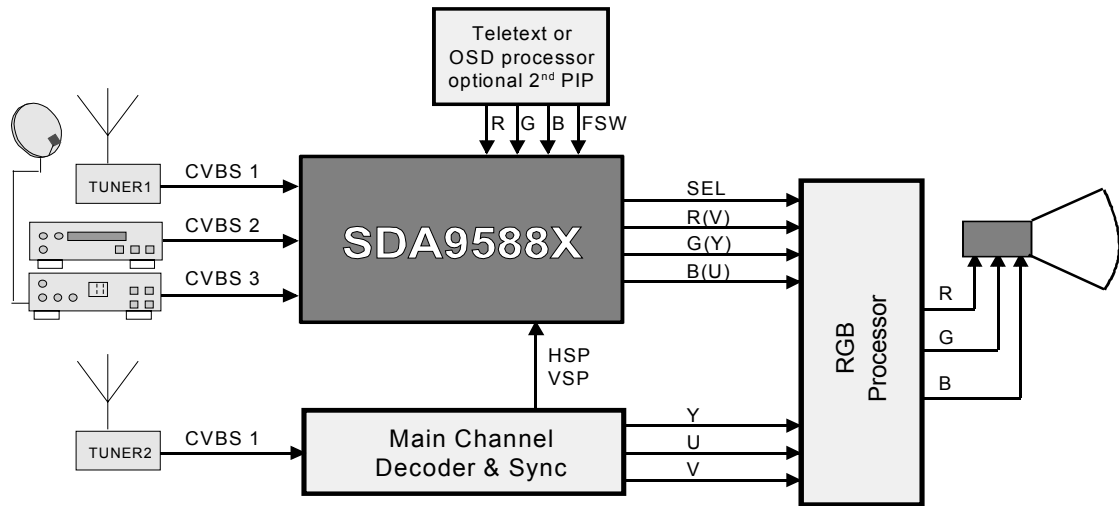 Teletext or
OSD processor
optional 2nd PIP
R G B FSW
TUNER1
CVBS 1
CVBS 2
CVBS 3
SDA9588X
SEL
R(V)
G(Y)
B(U)
HSP
VSP
TUNER2
CVBS 1
Main Channel
Decoder & Sync
Y
U
V
RGB
Processor
R
G
B